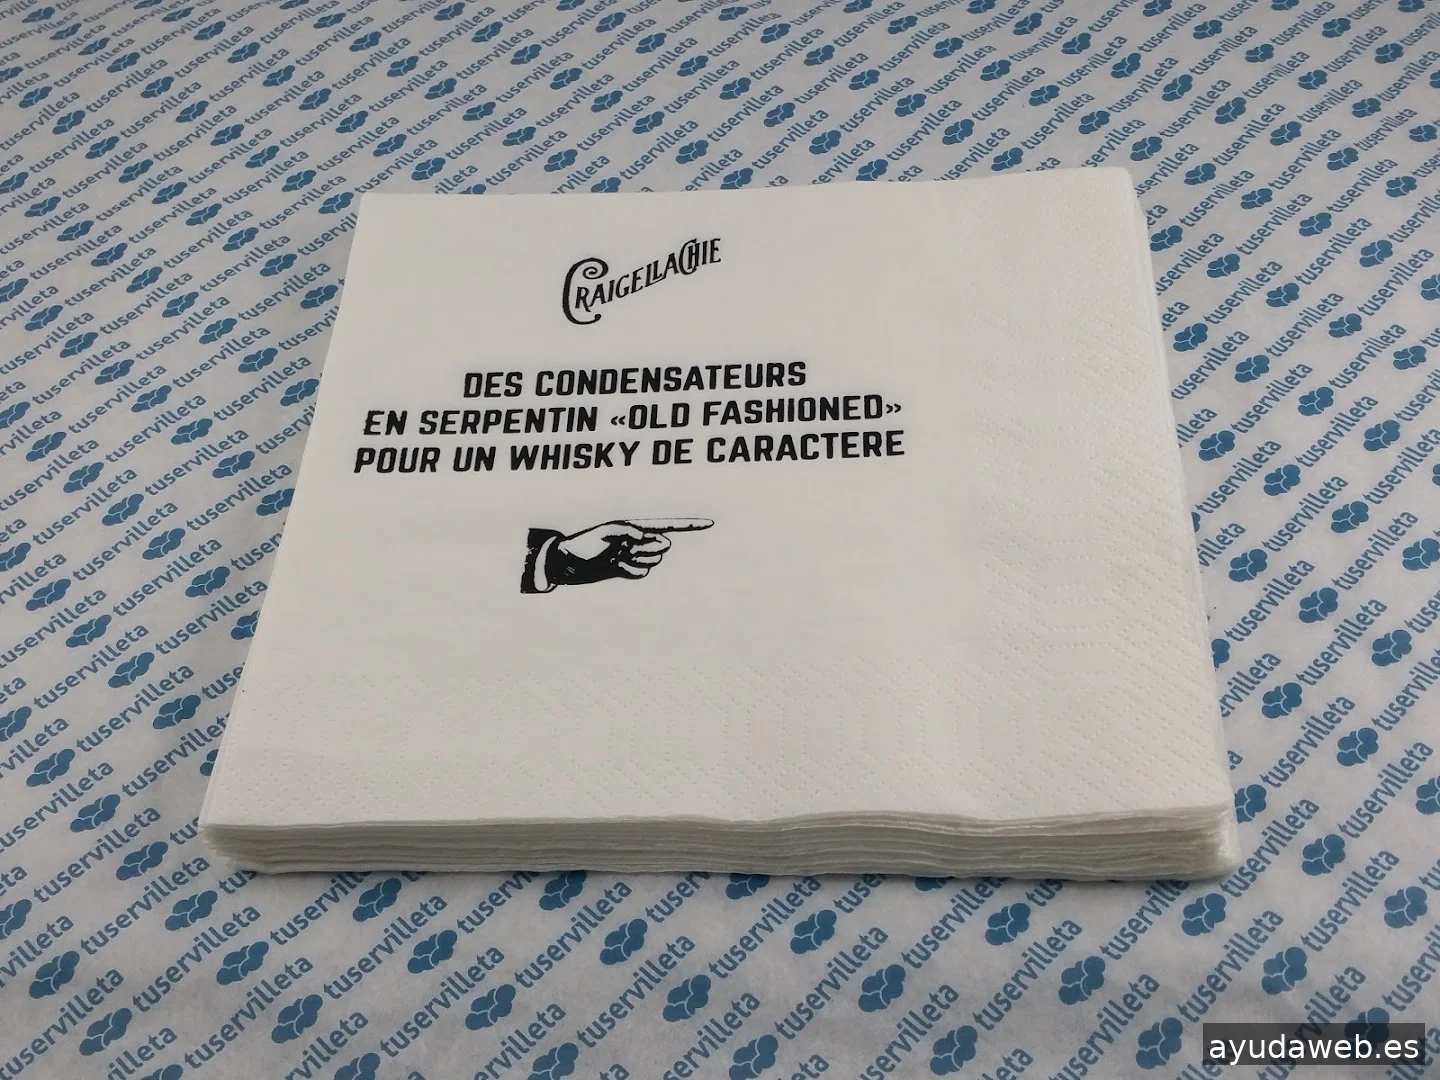 CRAIGELLACHIE
DES CONDENSATEURS
EN SERPENTIN «OLD FASHIONED»
POUR UN WHISKY DE CARACTERE
tuservilleta
ayudaweb.es